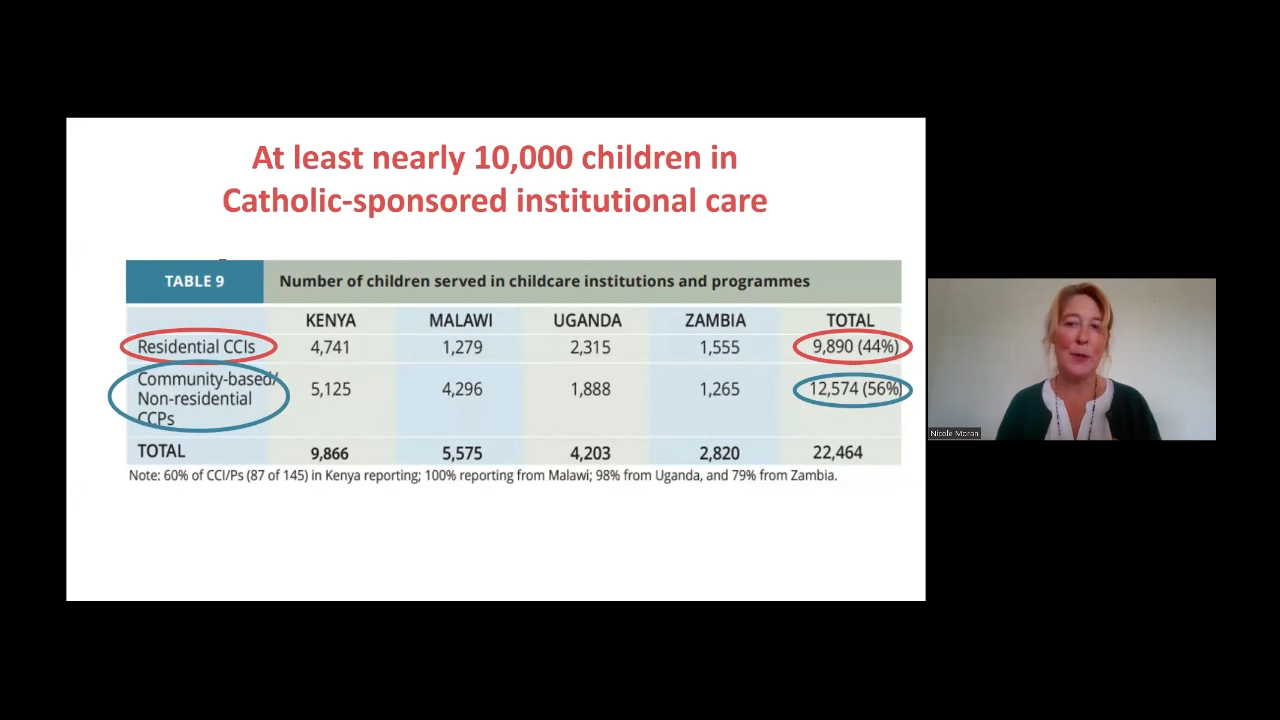 At least nearly 10,000 children in
Catholic-sponsored institutional care
TABLE 9 Number of children served in childcare institutions and programmes
KENYA MALAWI UGANDA ZAMBIA TOTAL
Residential CCIs 4,741 1,279 2,315 1,555 9,890 (44%)
Community-based/
Non-residential 5,125 4,296 1,888 1,265 12,574 (56%)
CCPs
TOTAL 9,866 5,575 4,203 2,820 22,464
Note: 60% of CCI/Ps (87 of 145) in Kenya reporting; 100% reporting from Malawi; 98% from Uganda, and 79% from Zambia.
Nicole Moran